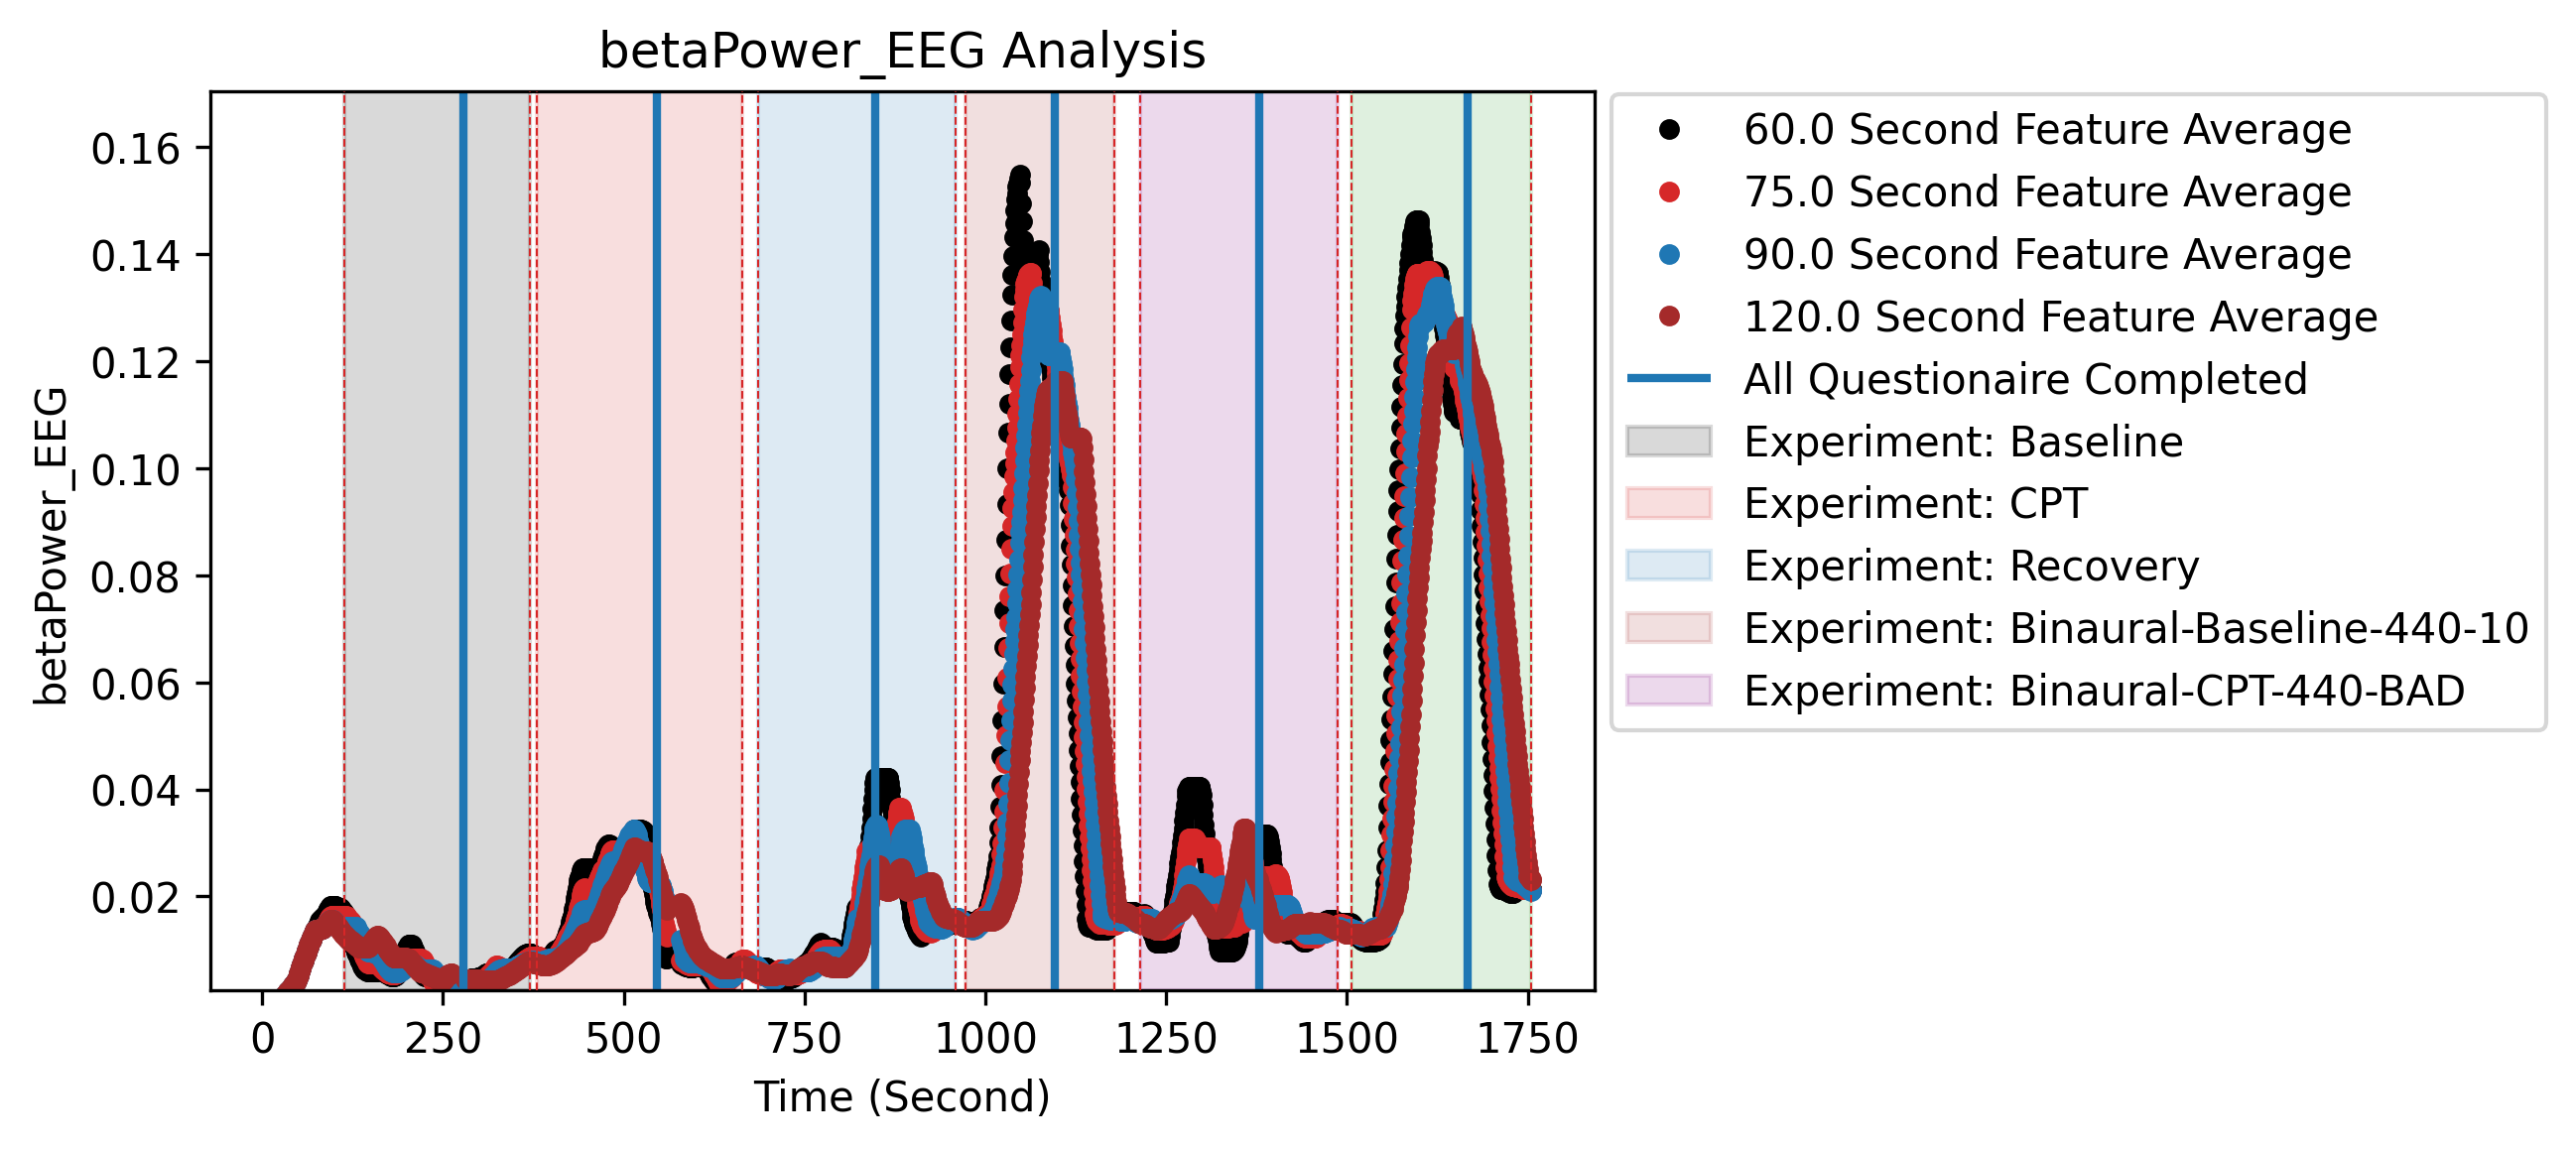 betaPower_EEG Analysis
0.16
0.14
0.12
0.10
0.08
0.06
0.04
0.02
betaPower_EEG
0 250 500 750 1000 1250 1500 1750
Time (Second)
60.0 Second Feature Average
75.0 Second Feature Average
90.0 Second Feature Average
120.0 Second Feature Average
All Questionaire Completed
Experiment: Baseline
Experiment: CPT
Experiment: Recovery
Experiment: Binaural-Baseline-440-10
Experiment: Binaural-CPT-440-BAD